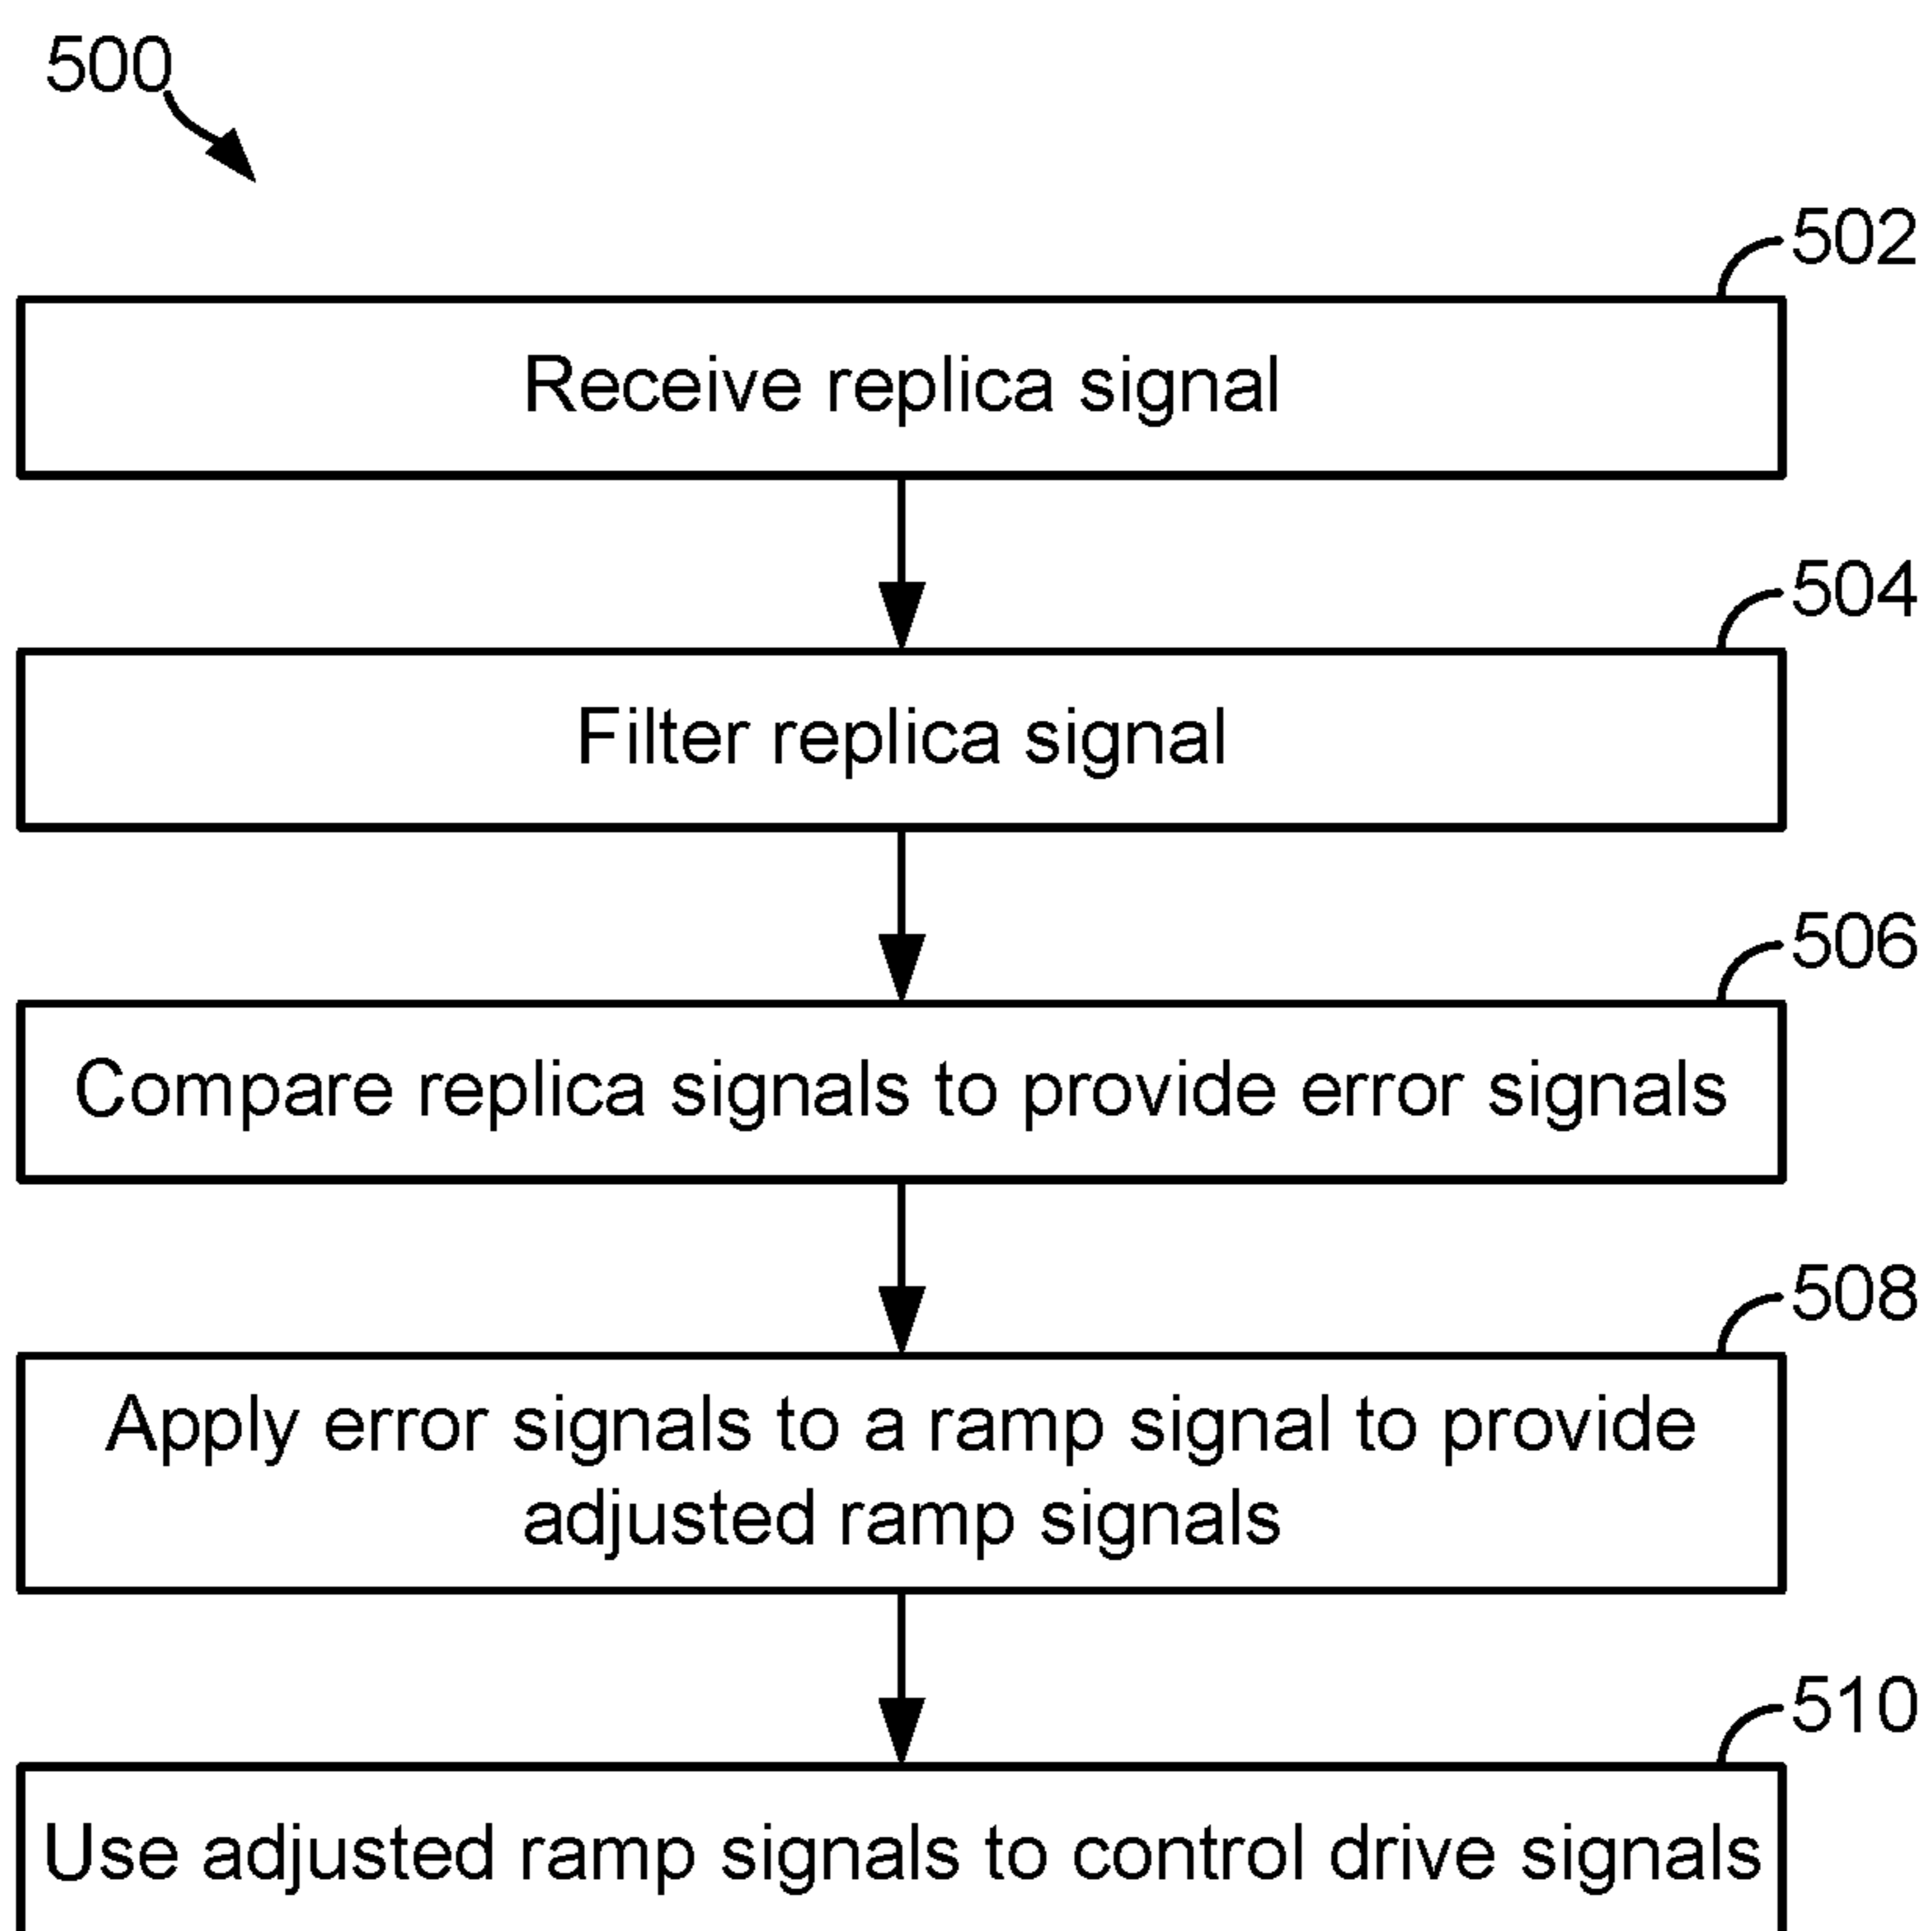 500
502
Receive replica signal
504
Filter replica signal
506
Compare replica signals to provide error signals
508
Apply error signals to a ramp signal to provide
adjusted ramp signals
510
Use adjusted ramp signals to control drive signals